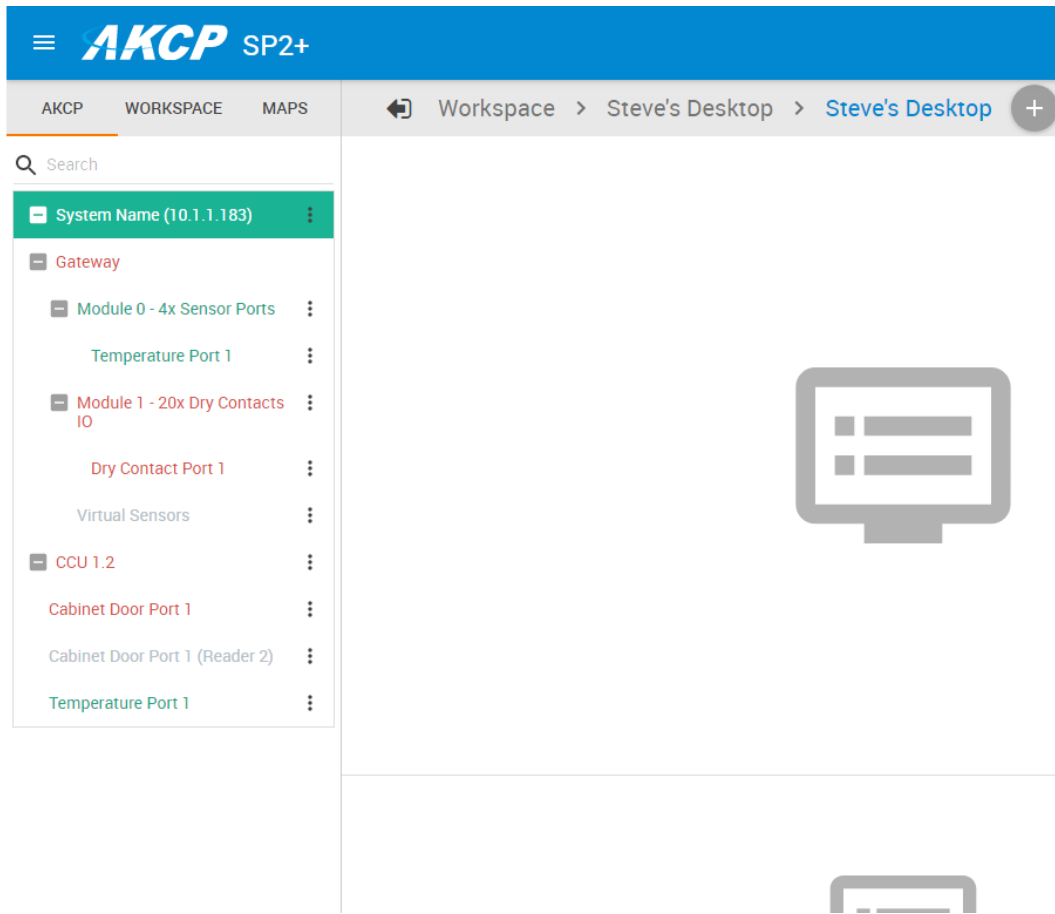 AKCP SP2+
AKCP WORKSPACE MAPS
Workspace > Steve's Desktop > Steve's Desktop
Search
System Name (10.1.1.183)
Gateway
Module 0 - 4x Sensor Ports
Temperature Port 1
Module 1 - 20x Dry Contacts
IO
Dry Contact Port 1
Virtual Sensors
CCU 1.2
Cabinet Door Port 1
Cabinet Door Port 1 (Reader 2)
Temperature Port 1